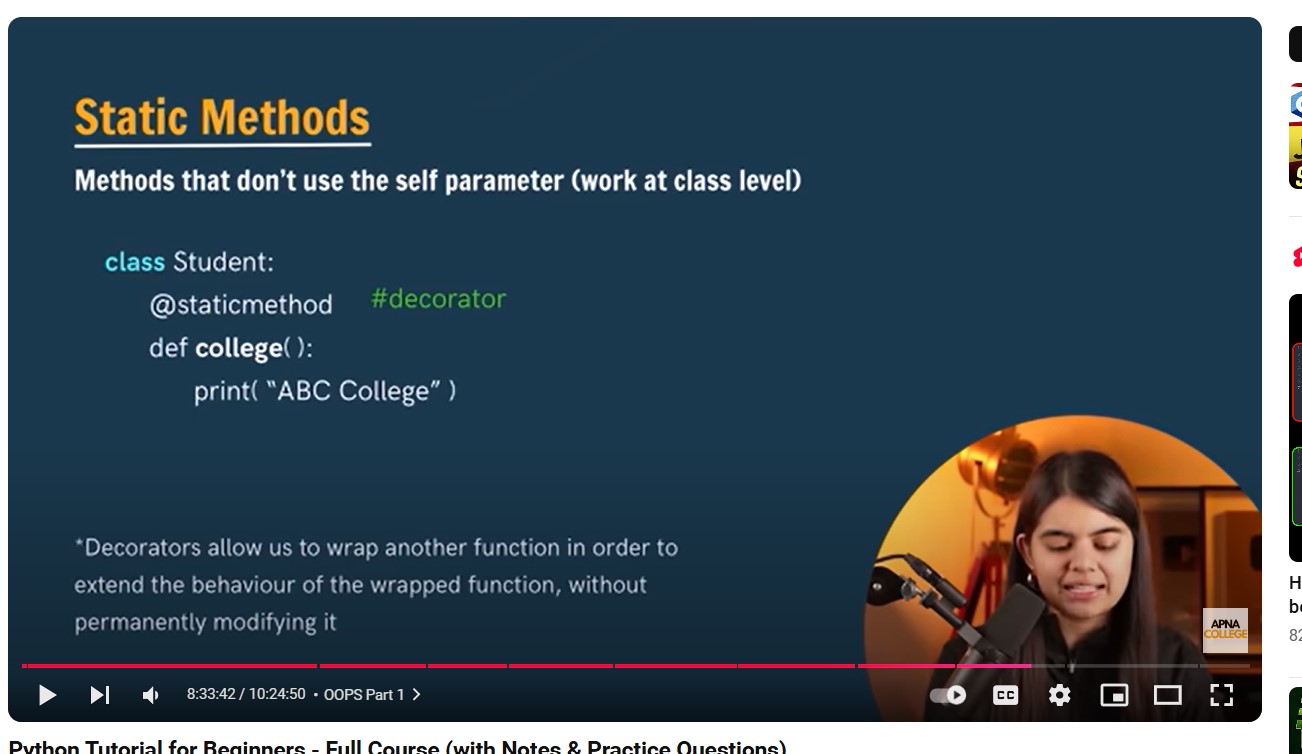 Static Methods
Methods that don't use the self parameter (work at class level)
class Student:
@staticmethod #decorator
def college( ):
print( “ABC College” )
*Decorators allow us to wrap another function in order to
extend the behaviour of the wrapped function, without
permanently modifying it
APNA
COLLEGE
8:33:42 / 10:24:50 • OOPS Part 1
CC
Python Tutorial for Beginners - Full Course (with Notes & Practice Questions)